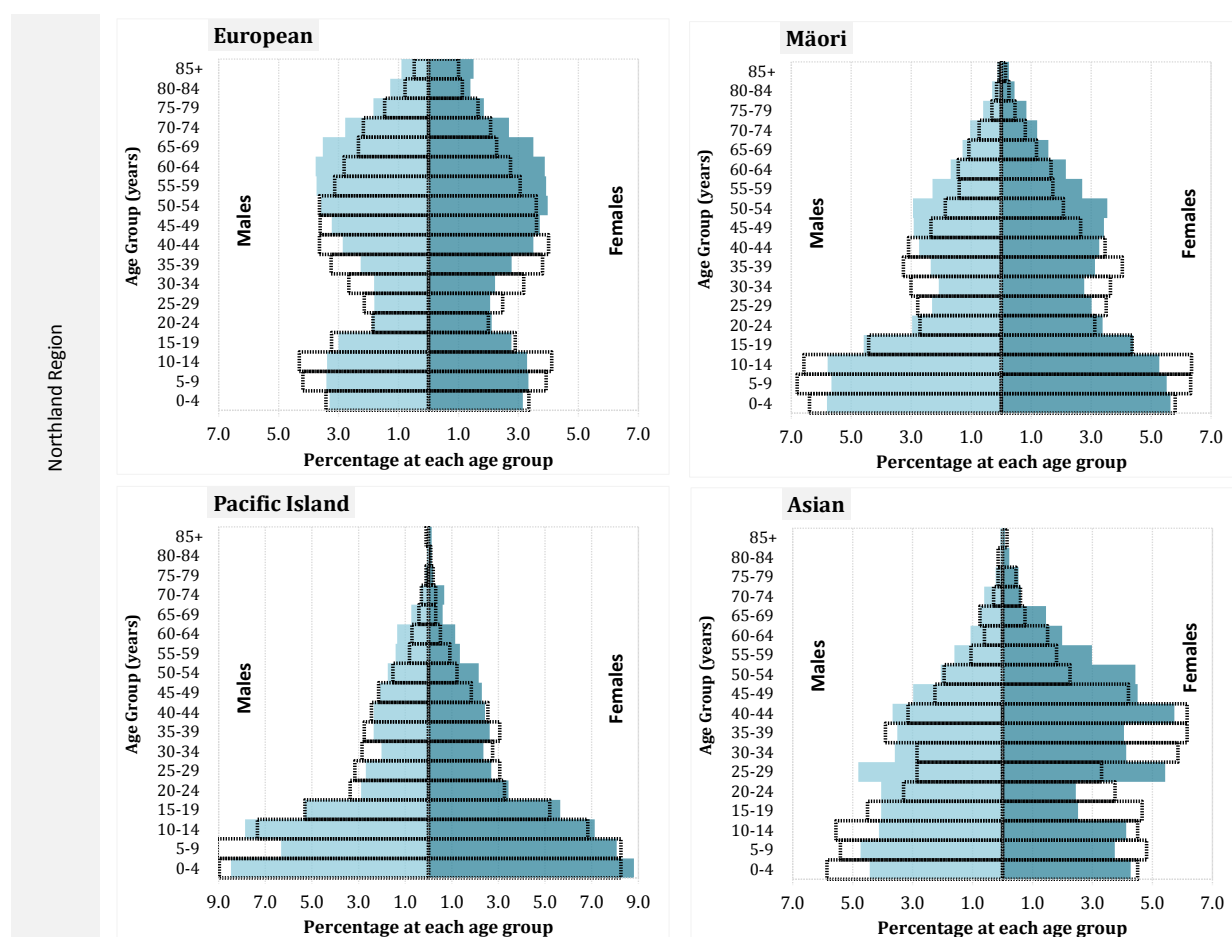 Northland Region
European
Age Group (years)
85+
80-84
75-79
70-74
65-69
60-64
55-59
50-54
45-49
40-44
35-39
30-34
25-29
20-24
15-19
10-14
5-9
0-4
Males
Females
7.0 5.0 3.0 1.0 1.0 3.0 5.0 7.0
Percentage at each age group
Mäori
Age Group (years)
85+
80-84
75-79
70-74
65-69
60-64
55-59
50-54
45-49
40-44
35-39
30-34
25-29
20-24
15-19
10-14
5-9
0-4
Males
Females
7.0 5.0 3.0 1.0 1.0 3.0 5.0 7.0
Percentage at each age group
Pacific Island
Age Group (years)
85+
80-84
75-79
70-74
65-69
60-64
55-59
50-54
45-49
40-44
35-39
30-34
25-29
20-24
15-19
10-14
5-9
0-4
Males
Females
9.0 7.0 5.0 3.0 1.0 1.0 3.0 5.0 7.0 9.0
Percentage at each age group
Asian
Age Group (years)
85+
80-84
75-79
70-74
65-69
60-64
55-59
50-54
45-49
40-44
35-39
30-34
25-29
20-24
15-19
10-14
5-9
0-4
Males
Females
7.0 5.0 3.0 1.0 1.0 3.0 5.0 7.0
Percentage at each age group